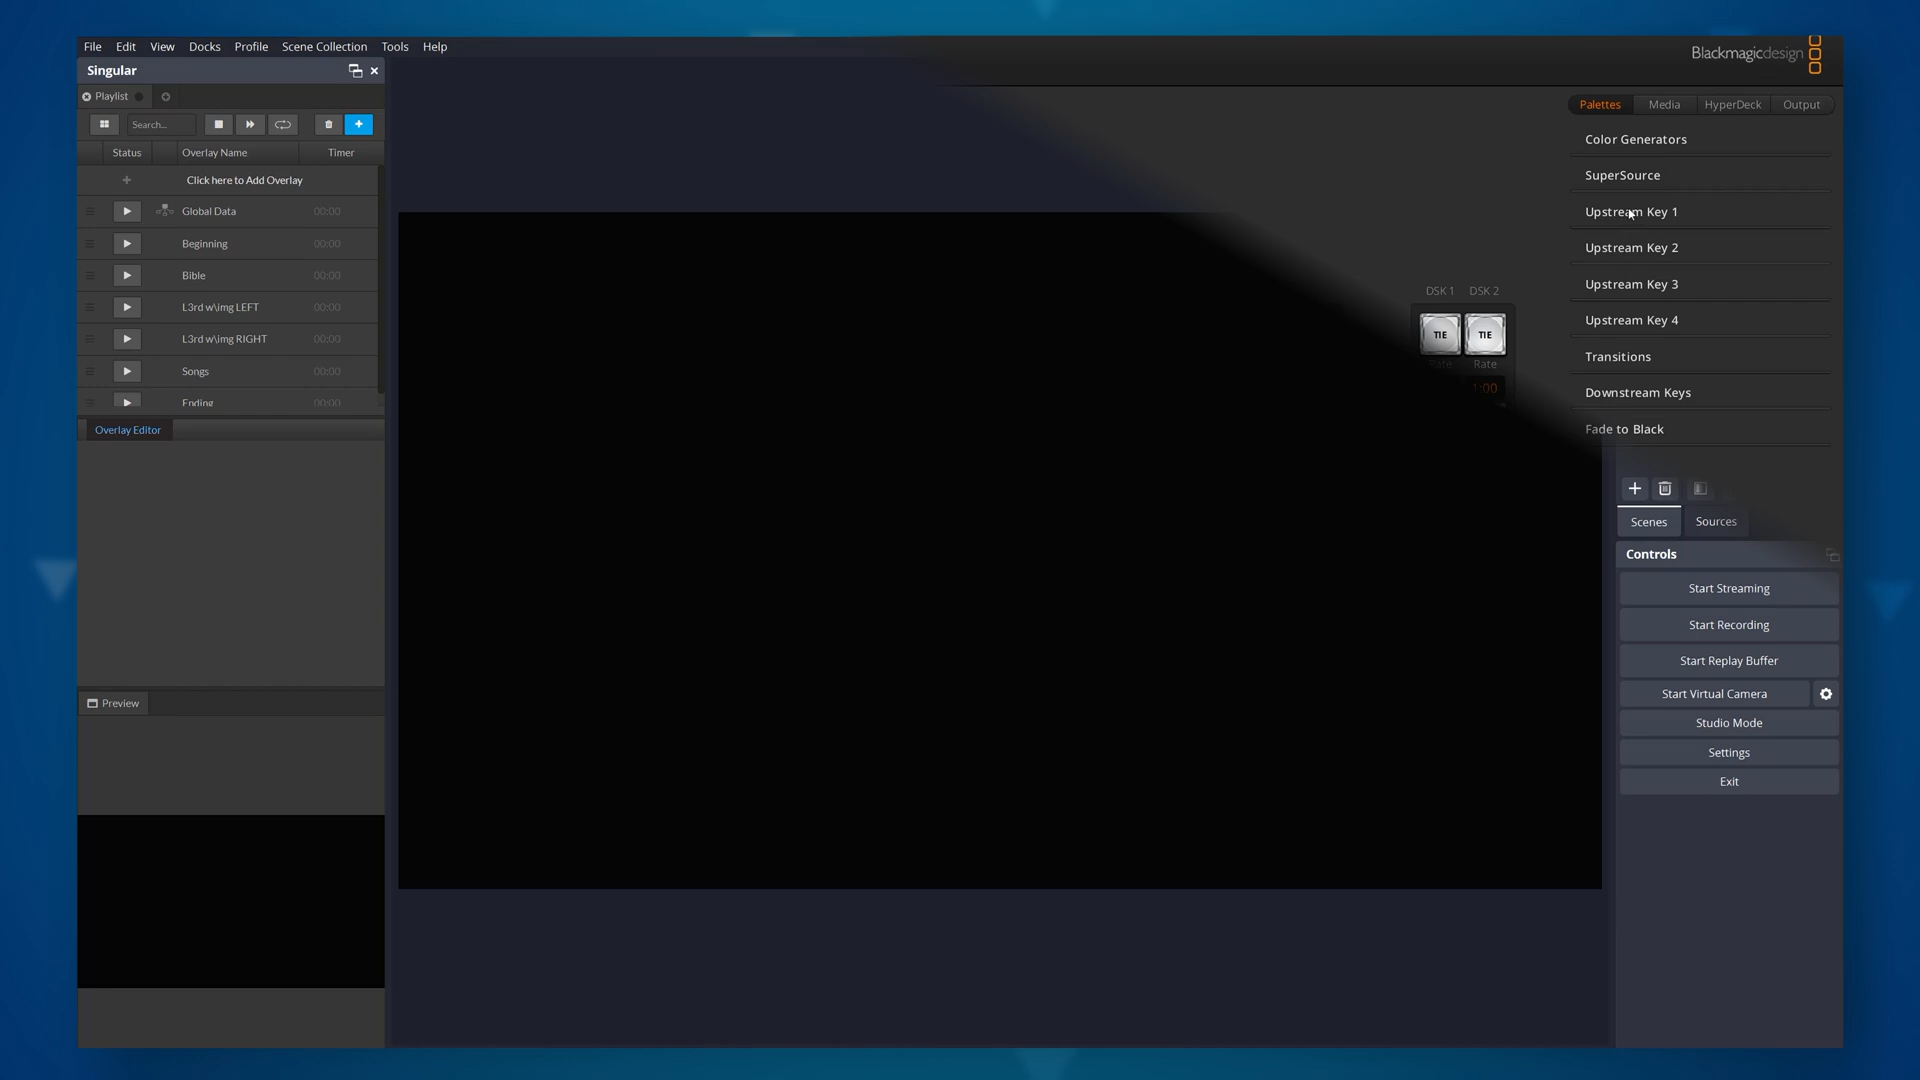 File Edit View Docks Profile Scene Collection Tools Help
Blackmagicdesign
Singular
Playlist
Search...
Status Overlay Name Timer
Click here to Add Overlay
Global Data 00:00
Beginning 00:00
Bible 00:00
L3rd w\img LEFT 00:00
L3rd w\img RIGHT 00:00
Songs 00:00
Ending 00:00
Overlay Editor
Preview
DSK 1 DSK 2
TIE TIE
Rate Rate
1:00
Palettes Media HyperDeck Output
Color Generators
SuperSource
Upstream Key 1
Upstream Key 2
Upstream Key 3
Upstream Key 4
Transitions
Downstream Keys
Fade to Black
Scenes Sources
Controls
Start Streaming
Start Recording
Start Replay Buffer
Start Virtual Camera
Studio Mode
Settings
Exit